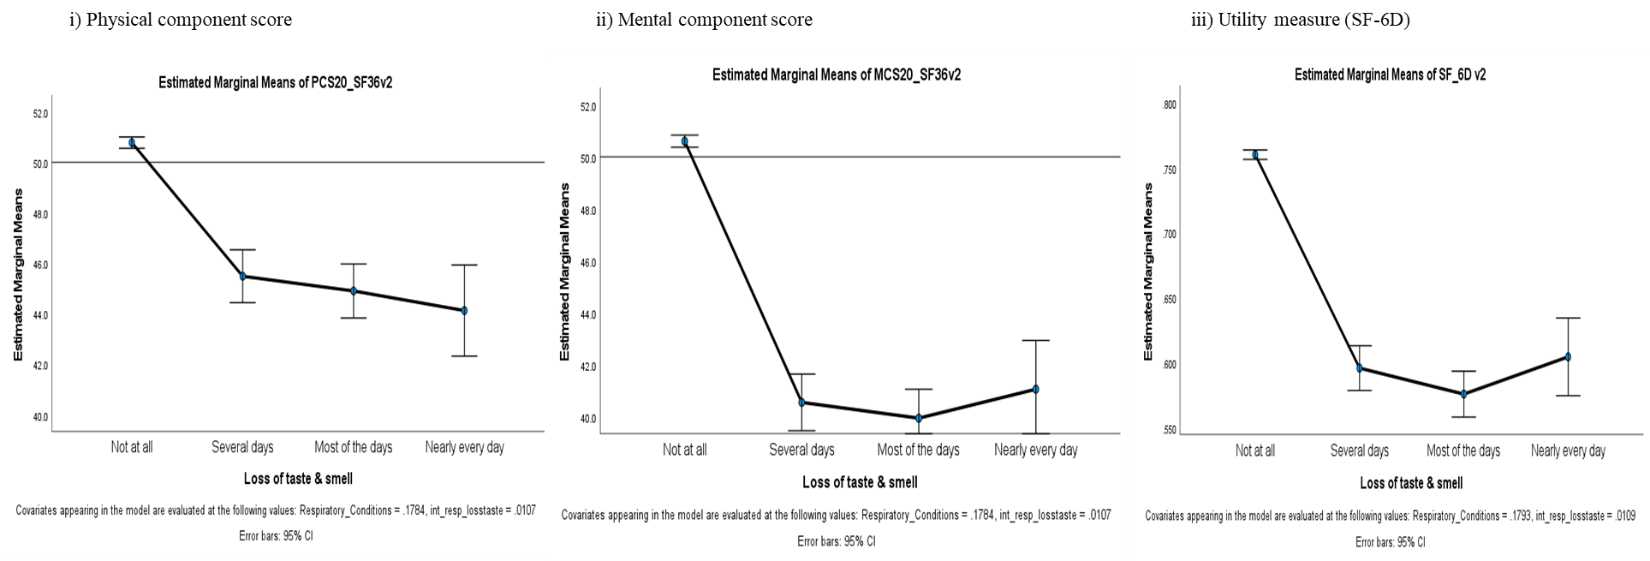 i) Physical component score
Estimated Marginal Means of PCS20_SF36v2
Estimated Marginal Means
52.0
50.0
48.0
46.0
44.0
42.0
40.0
Not at all Several days Most of the days Nearly every day
Loss of taste & smell
Covariates appearing in the model are evaluated at the following values: Respiratory_Conditions = .1784, int_resp_losstaste = .0107
Error bars: 95% CI
ii) Mental component score
Estimated Marginal Means of MCS20_SF36v2
Estimated Marginal Means
52.0
50.0
48.0
46.0
44.0
42.0
40.0
Not at all Several days Most of the days Nearly every day
Loss of taste & smell
Covariates appearing in the model are evaluated at the following values: Respiratory_Conditions = .1784, int_resp_losstaste = .0107
Error bars: 95% CI
iii) Utility measure (SF-6D)
Estimated Marginal Means of SF_6D v2
Estimated Marginal Means
.800
.750
.700
.650
.600
.550
Not at all Several days Most of the days Nearly every day
Loss of taste & smell
Covariates appearing in the model are evaluated at the following values: Respiratory_Conditions = .1793, int_resp_losstaste = .0109
Error bars: 95% CI